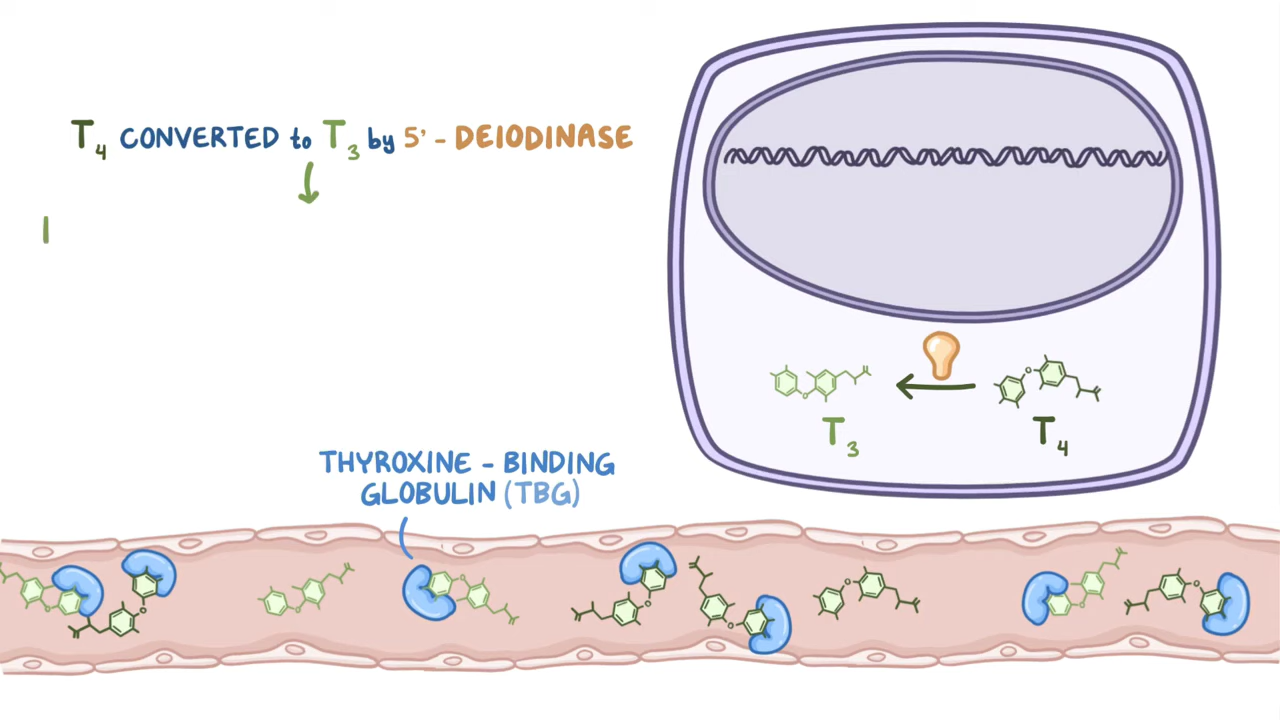 T4 CONVERTED to T3 by 5' - DEIODINASE
I
THYROXINE - BINDING
GLOBULIN (TBG)
T3
T4